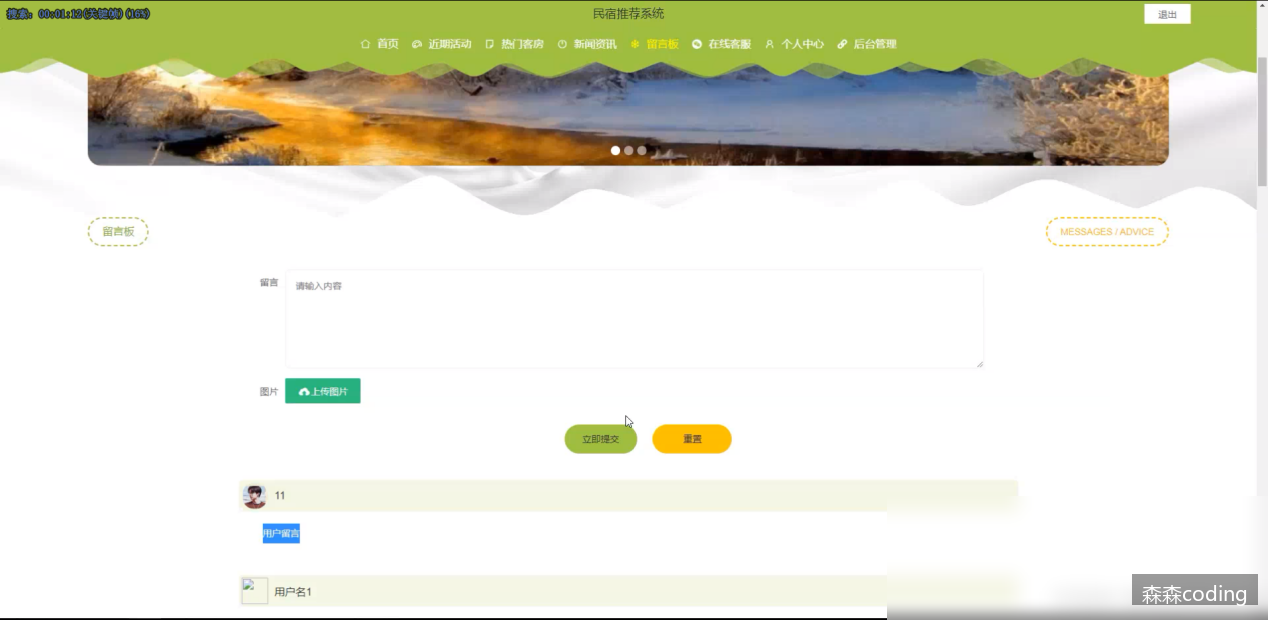 搜索: 00:01:12(关键帧) (16%)
民宿推荐系统
退出
首页 近期活动 热门客房 新闻资讯 留言板 在线客服 个人中心 后台管理
留言板
MESSAGES / ADVICE
留言
请输入内容
图片
上传图片
立即提交
重置
11
用户留言
用户名1
森森coding